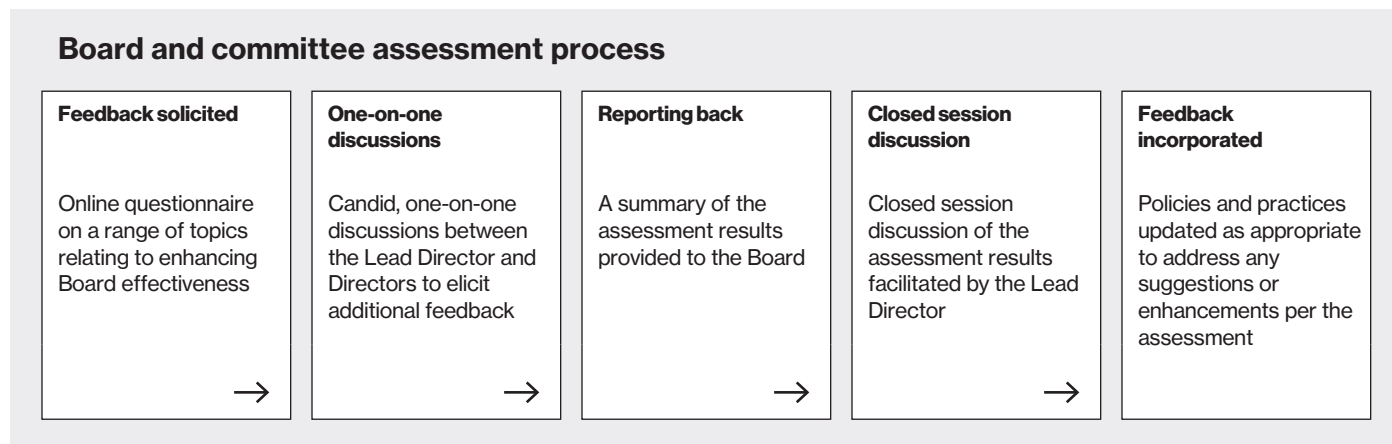 Board and committee assessment process
Feedback solicited
Online questionnaire
on a range of topics
relating to enhancing
Board effectiveness
One-on-one
discussions
Candid, one-on-one
discussions between
the Lead Director and
Directors to elicit
additional feedback
Reporting back
A summary of the
assessment results
provided to the Board
Closed session
discussion
Closed session
discussion of the
assessment results
facilitated by the Lead
Director
Feedback
incorporated
Policies and practices
updated as appropriate
to address any
suggestions or
enhancements per the
assessment